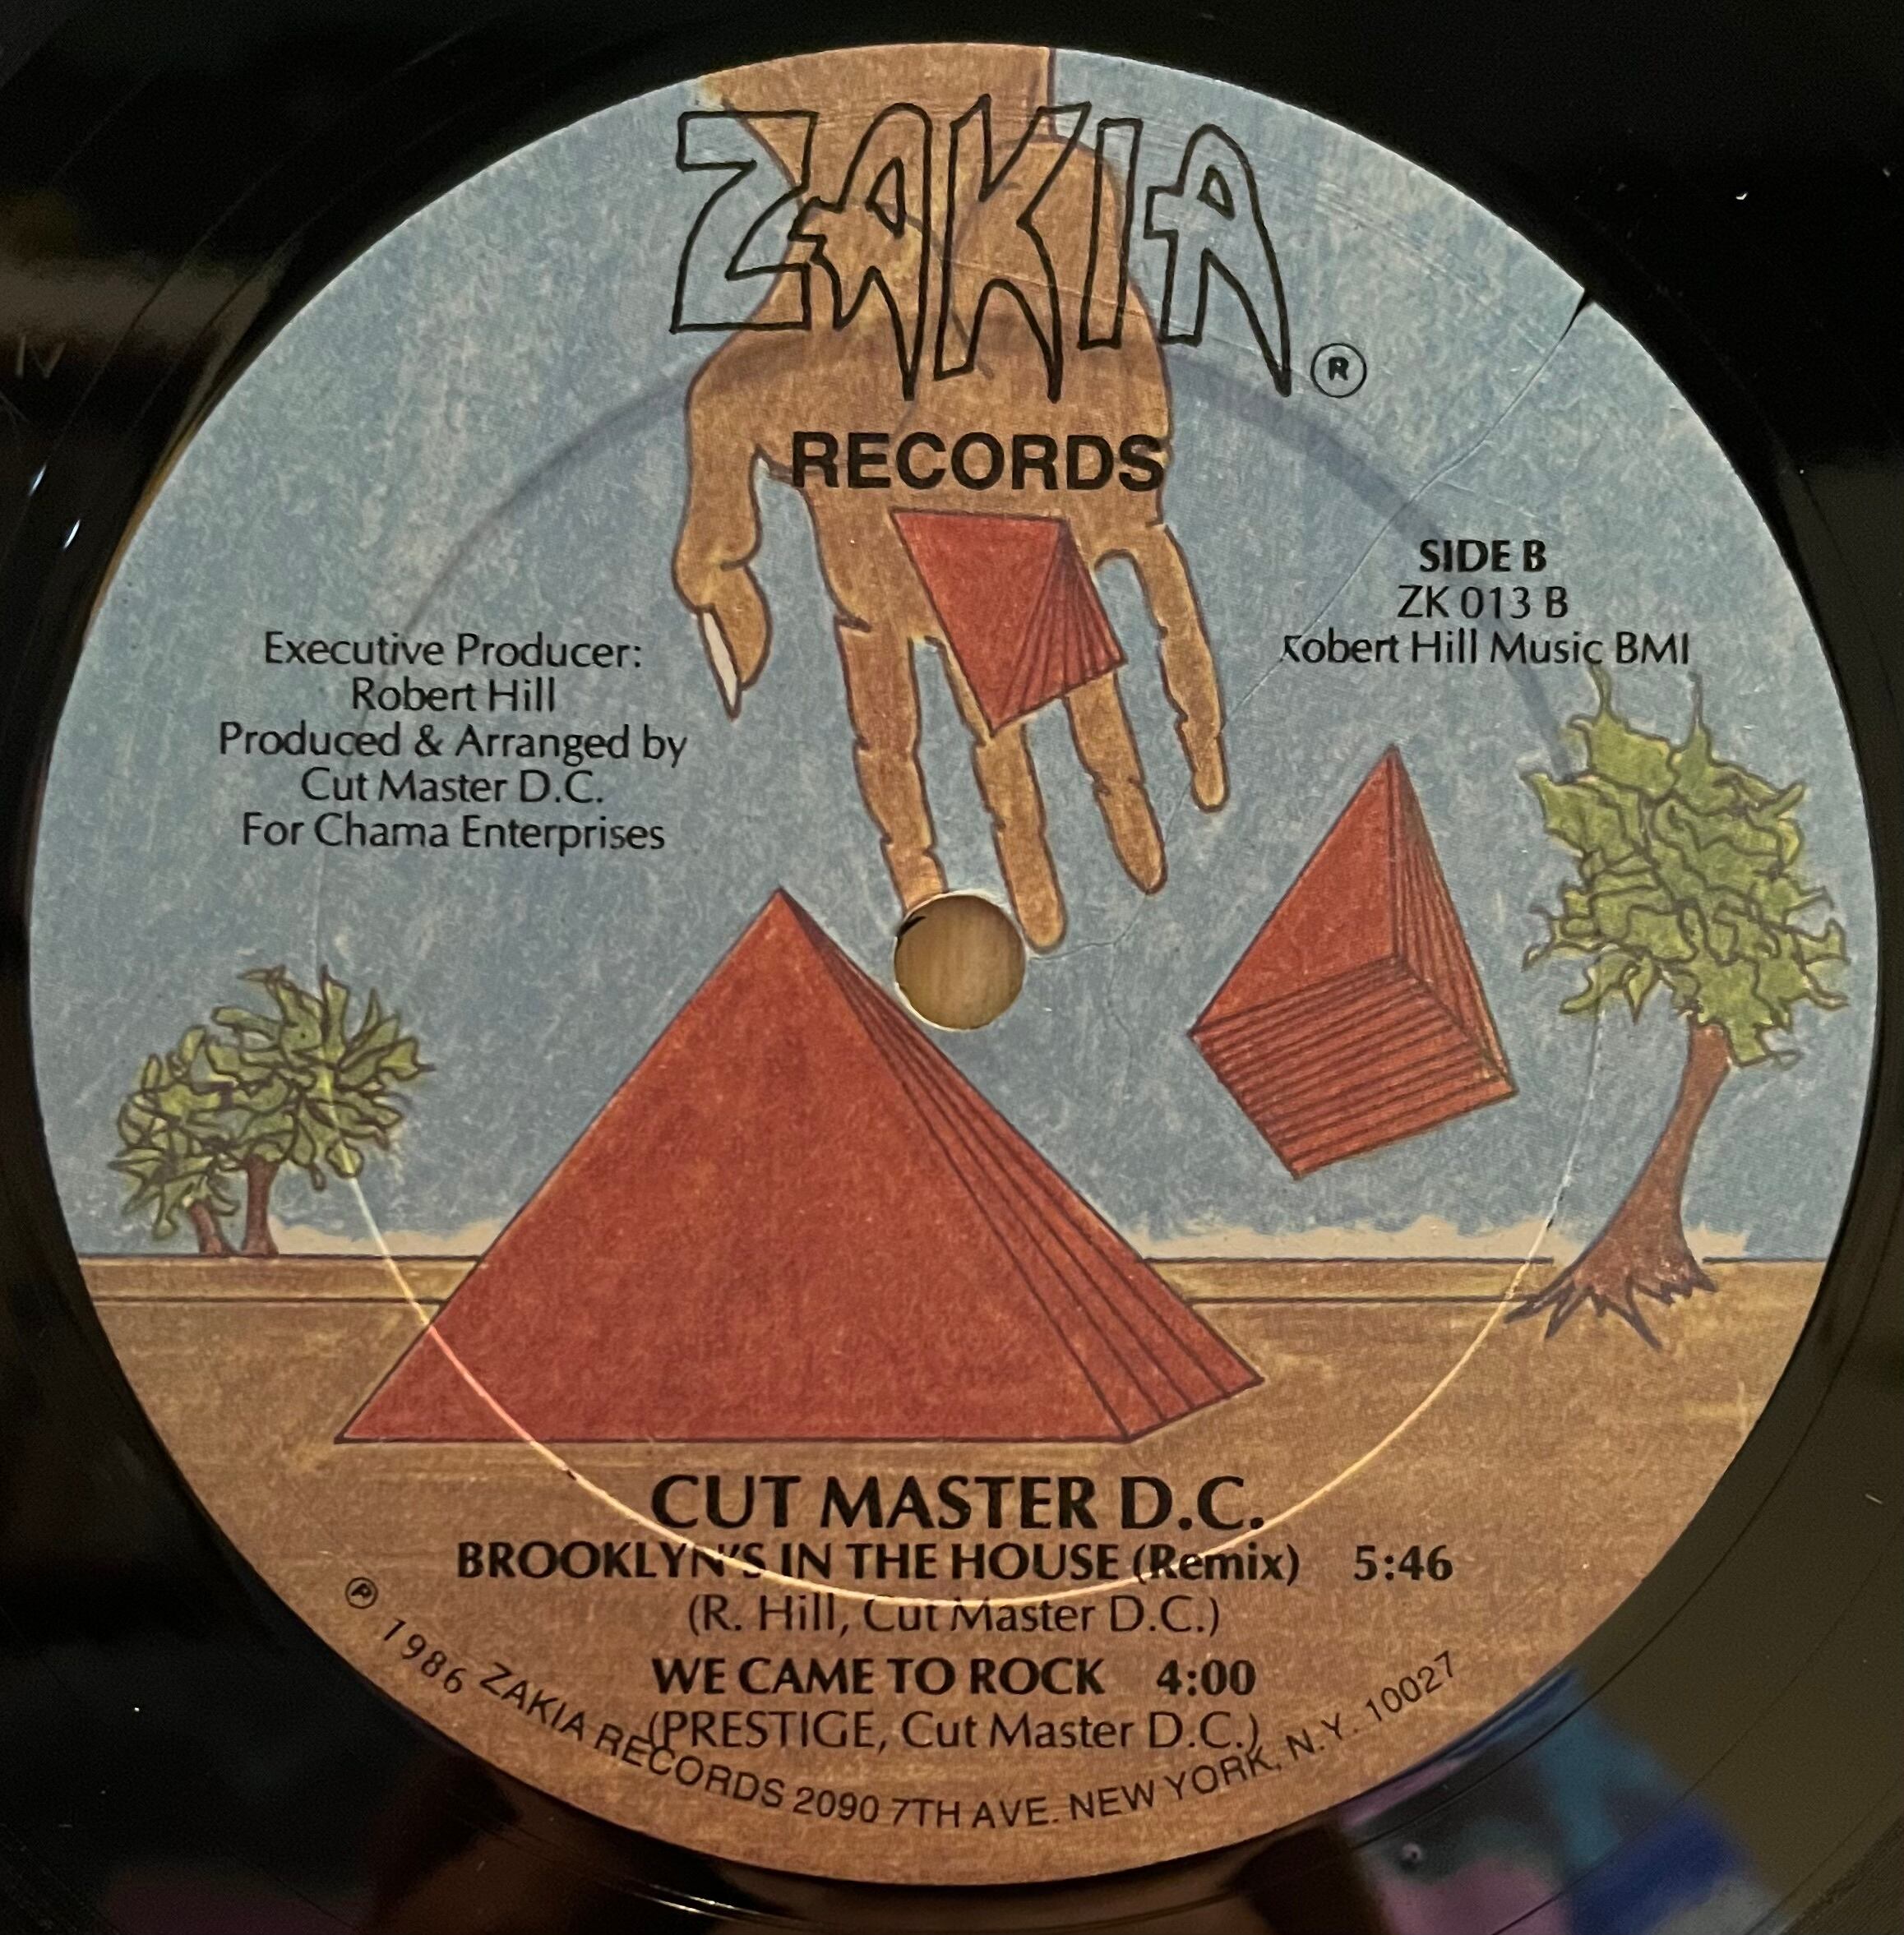 ZAKIA ®
RECORDS
SIDE B
ZK 013 B
Robert Hill Music BMI
Executive Producer:
Robert Hill
Produced & Arranged by
Cut Master D.C.
For Chama Enterprises
CUT MASTER D.C.
BROOKLYN'S IN THE HOUSE (Remix) 5:46
(R. Hill, Cut Master D.C.)
WE CAME TO ROCK 4:00
(PRESTIGE, Cut Master D.C.)
℗ 1986 ZAKIA RECORDS 2090 7TH AVE. NEW YORK, N.Y. 10027